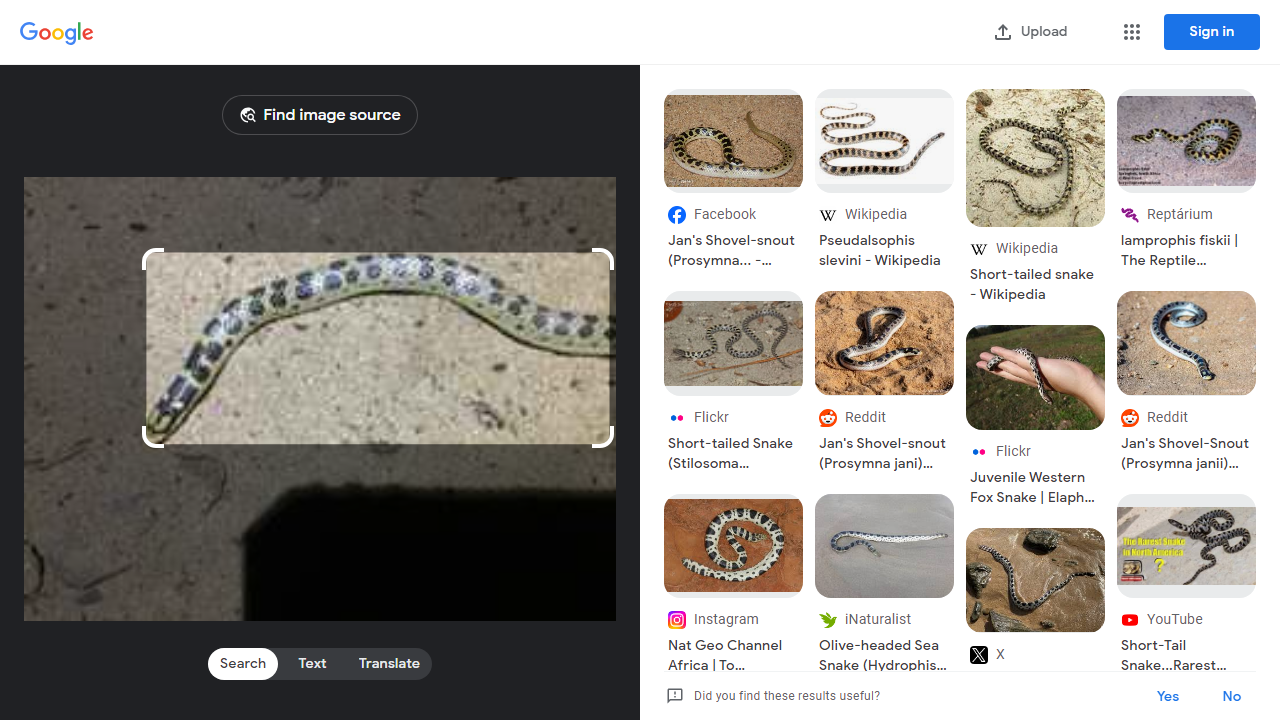 Google
Upload
Sign in
Find image source
Search
Text
Translate
Facebook
Jan's Shovel-snout
(Prosymna... -...
Wikipedia
Pseudalsophis
slevini - Wikipedia
Wikipedia
Short-tailed snake
- Wikipedia
Reptárium
lamprophis fiskii |
The Reptile...
Flickr
Short-tailed Snake
(Stilosoma...
Reddit
Jan's Shovel-snout
(Prosymna jani)...
Flickr
Juvenile Western
Fox Snake | Elaph...
Reddit
Jan's Shovel-Snout
(Prosymna janii)...
Instagram
Nat Geo Channel
Africa | To...
iNaturalist
Olive-headed Sea
Snake (Hydrophis...
X
The Rarest Snake
in North America
?
YouTube
Short-Tail
Snake...Rarest...
Did you find these results useful?
Yes
No